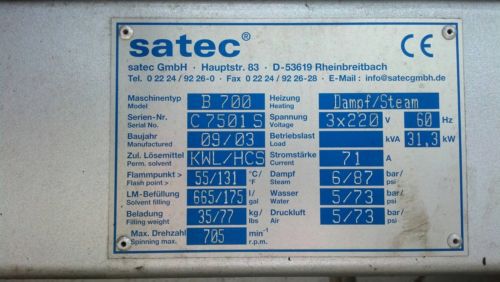 satec®
CE
satec GmbH · Hauptstr. 83 · D-53619 Rheinbreitbach
Tel. 0 22 24 / 92 26-0 · Fax 0 22 24 / 92 26-28 · E-Mail : info@satecgmbh.de
Maschinentyp Model B 700 Heizung Heating Dampf/Steam
Serien-Nr. Serial No. C 7501 S Spannung Voltage 3x220 V 60 Hz
Baujahr Manufactured 09/03 Betriebslast Load kVA 31,3 kW
Zul. Lösemittel Perm. solvent KWL/HCS Stromstärke Current 71 A
Flammpunkt > Flash point > 55/131 °C/ °F Dampf Steam 6/87 bar/ psi
LM-Befüllung Solvent filling 665/175 l/ gal Wasser Water 5/73 bar/ psi
Beladung Filling weight 35/77 kg/ lbs Druckluft Air 5/73 bar/ psi
Max. Drehzahl Spinning max. 705 min⁻¹ r.p.m.